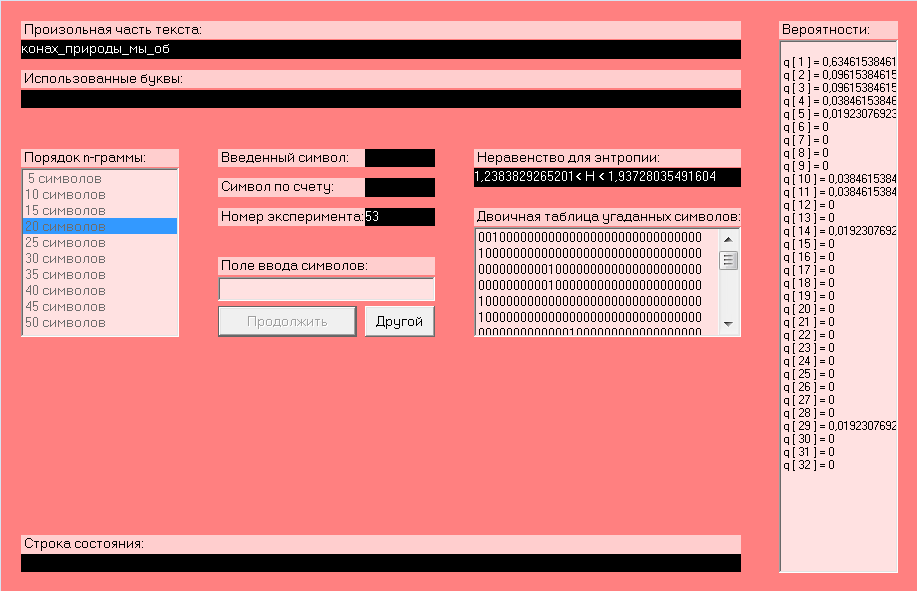 Произольная часть текста:
конах_природы_мы_об
Использованные буквы:
Порядок n-граммы:
5 символов
10 символов
15 символов
20 символов
25 символов
30 символов
35 символов
40 символов
45 символов
50 символов
Введенный символ:
Символ по счету:
Номер эксперимента: 53
Поле ввода символов:
Продолжить
Другой
Неравенство для энтропии:
1,2383829265201 < H < 1,93728035491604
Двоичная таблица угаданных символов:
00100000000000000000000000000000
10000000000000000000000000000000
00000000001000000000000000000000
00000000001000000000000000000000
10000000000000000000000000000000
10000000000000000000000000000000
00000000000001000000000000000000
Строка состояния:
Вероятности:
q [ 1 ] = 0,63461538461
q [ 2 ] = 0,09615384615
q [ 3 ] = 0,09615384615
q [ 4 ] = 0,03846153846
q [ 5 ] = 0,01923076923
q [ 6 ] = 0
q [ 7 ] = 0
q [ 8 ] = 0
q [ 9 ] = 0
q [ 10 ] = 0,0384615384
q [ 11 ] = 0,0384615384
q [ 12 ] = 0
q [ 13 ] = 0
q [ 14 ] = 0,0192307692
q [ 15 ] = 0
q [ 16 ] = 0
q [ 17 ] = 0
q [ 18 ] = 0
q [ 19 ] = 0
q [ 20 ] = 0
q [ 21 ] = 0
q [ 22 ] = 0
q [ 23 ] = 0
q [ 24 ] = 0
q [ 25 ] = 0
q [ 26 ] = 0
q [ 27 ] = 0
q [ 28 ] = 0
q [ 29 ] = 0,0192307692
q [ 30 ] = 0
q [ 31 ] = 0
q [ 32 ] = 0